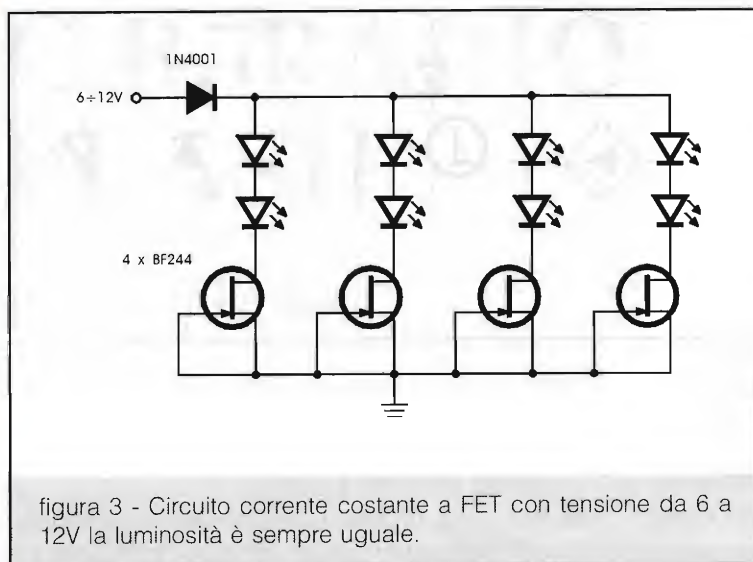 1N4001
6÷12V
4 x BF244
figura 3 - Circuito corrente costante a FET con tensione da 6 a
12V la luminosità è sempre uguale.